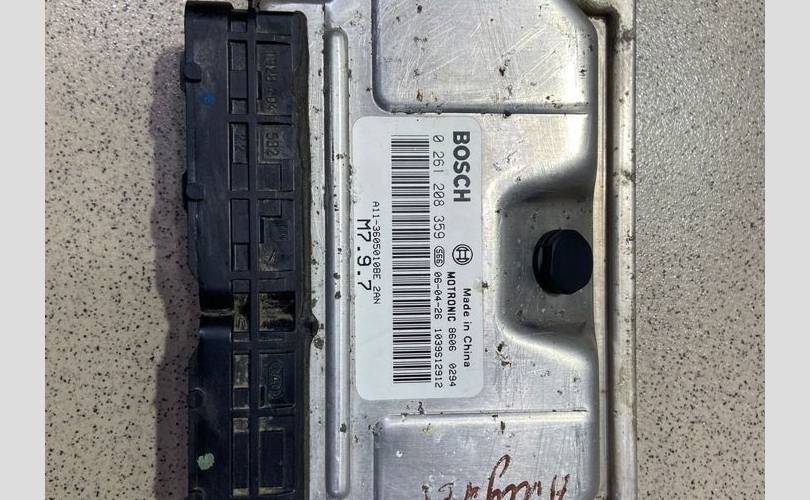 BOSCH
Made in China
0 261 208 359
MOTRONIC 8606 0294
S66 06-04-26 1039S12912
A11-3605010BE 2AN
M7.9.7